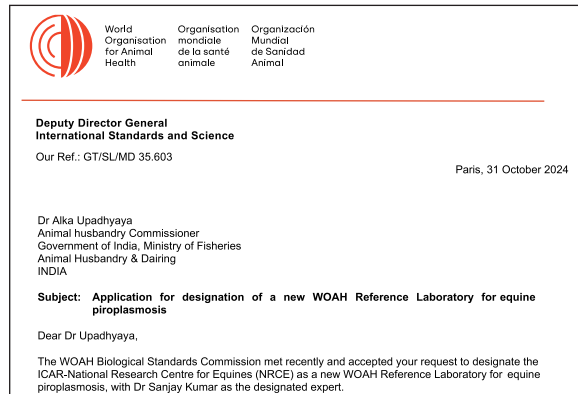 World
Organisation
for Animal
Health
Organisation
mondiale
de la santé
animale
Organización
Mundial
de Sanidad
Animal
Deputy Director General
International Standards and Science
Our Ref.: GT/SL/MD 35.603
Paris, 31 October 2024
Dr Alka Upadhyaya
Animal husbandry Commissioner
Government of India, Ministry of Fisheries
Animal Husbandry & Dairing
INDIA
Subject: Application for designation of a new WOAH Reference Laboratory for equine
piroplasmosis
Dear Dr Upadhyaya,
The WOAH Biological Standards Commission met recently and accepted your request to designate the
ICAR-National Research Centre for Equines (NRCE) as a new WOAH Reference Laboratory for equine
piroplasmosis, with Dr Sanjay Kumar as the designated expert.